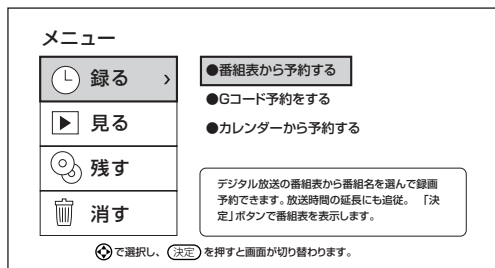 メニュー
録る ›
見る
残す
消す
●番組表から予約する
●Gコード予約をする
●カレンダーから予約する
デジタル放送の番組表から番組名を選んで録画
予約できます。放送時間の延長にも追従。 「決
定」ボタンで番組表を表示します。
で選択し、 決定 を押すと画面が切り替わります。